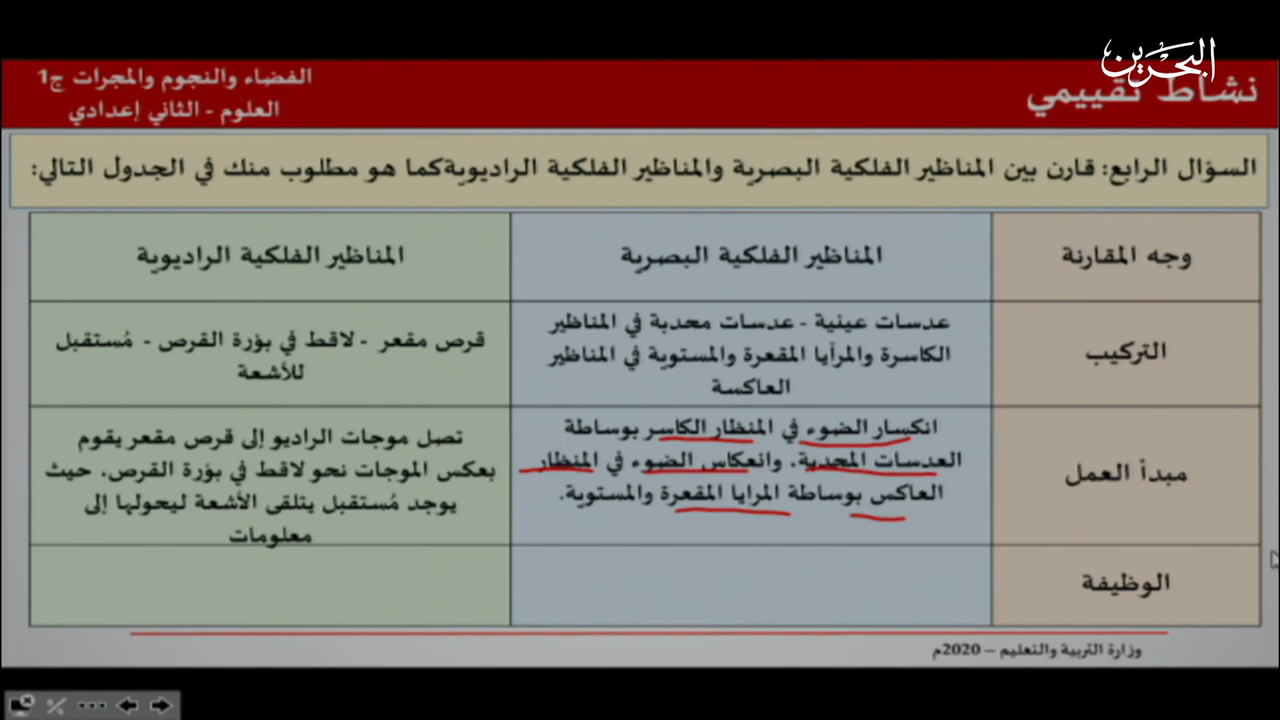 البحرين
نشاط تقييمي
الفضاء والنجوم والمجرات ج1
العلوم - الثاني إعدادي
السؤال الرابع: قارن بين المناظير الفلكية البصرية والمناظير الفلكية الراديوية كما هو مطلوب منك في الجدول التالي:
وجه المقارنة
المناظير الفلكية البصرية
المناظير الفلكية الراديوية
التركيب
عدسات عينية - عدسات محدبة في المناظير
الكاسرة والمرآيا المقعرة والمستوية في المناظير
العاكسة
قرص مقعر - لاقط في بؤرة القرص - مُستقبل
للأشعة
مبدأ العمل
انكسار الضوء في المنظار الكاسر بوساطة
العدسات المحدبة. وانعكاس الضوء في المنظار
العاكس بوساطة المرايا المقعرة والمستوية.
تصل موجات الراديو إلى قرص مقعر يقوم
بعكس الموجات نحو لاقط في بؤرة القرص. حيث
يوجد مُستقبل يتلقى الأشعة ليحولها إلى
معلومات
الوظيفة
وزارة التربية والتعليم – 2020م